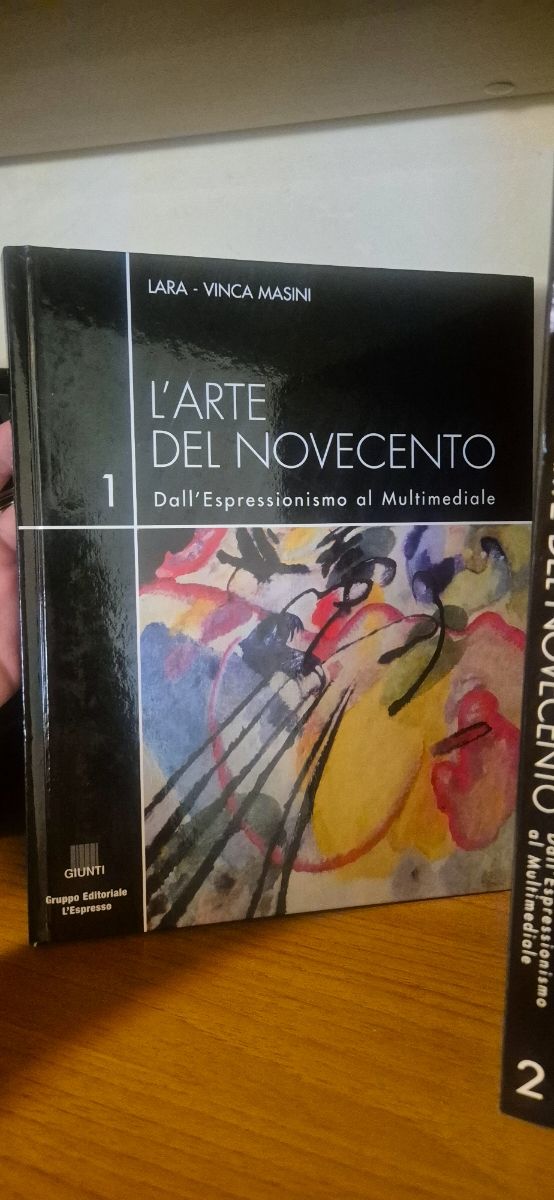 LARA - VINCA MASINI
L'ARTE
DEL NOVECENTO
1
Dall'Espressionismo al Multimediale
GIUNTI
Gruppo Editoriale
L'Espresso
DEL NOVECENTO
Espressionismo
al Multimediale
2